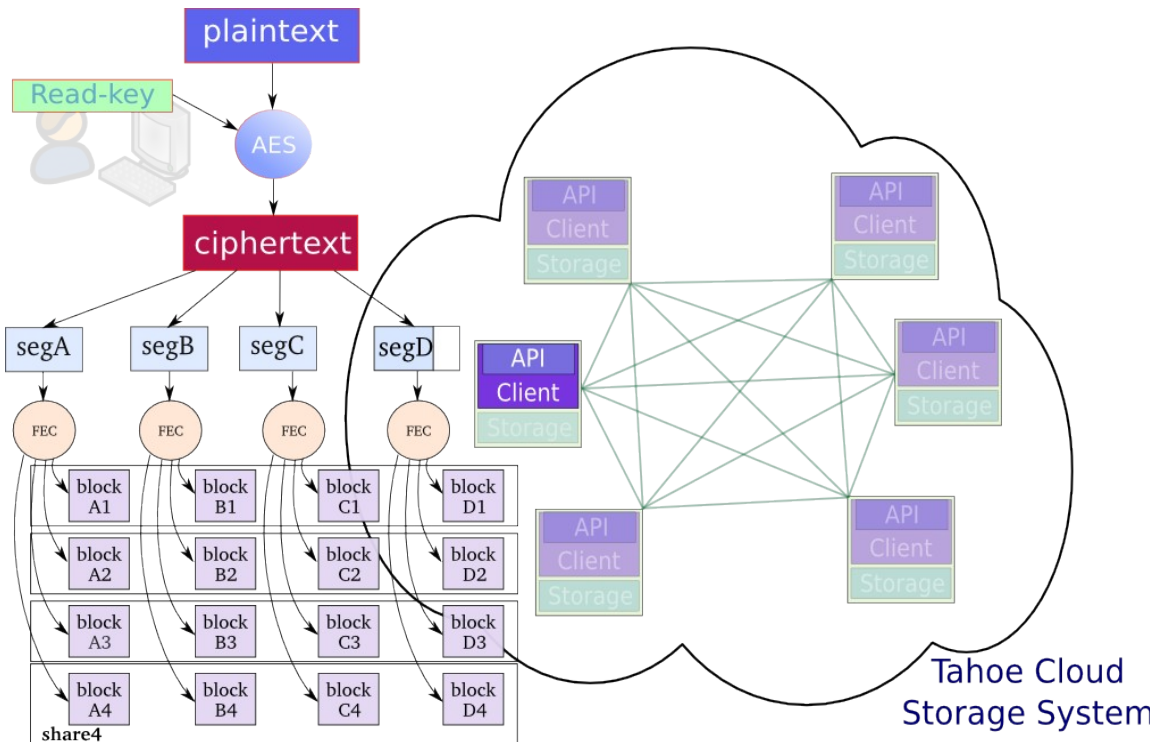 plaintext
Read-key
AES
ciphertext
segA
segB
segC
segD
FEC
FEC
FEC
FEC
block
A1
block
B1
block
C1
block
D1
block
A2
block
B2
block
C2
block
D2
block
A3
block
B3
block
C3
block
D3
block
A4
block
B4
block
C4
block
D4
share4
API
Client
Storage
API
Client
Storage
API
Client
Storage
API
Client
Storage
API
Client
Storage
API
Client
Storage
Tahoe Cloud
Storage System